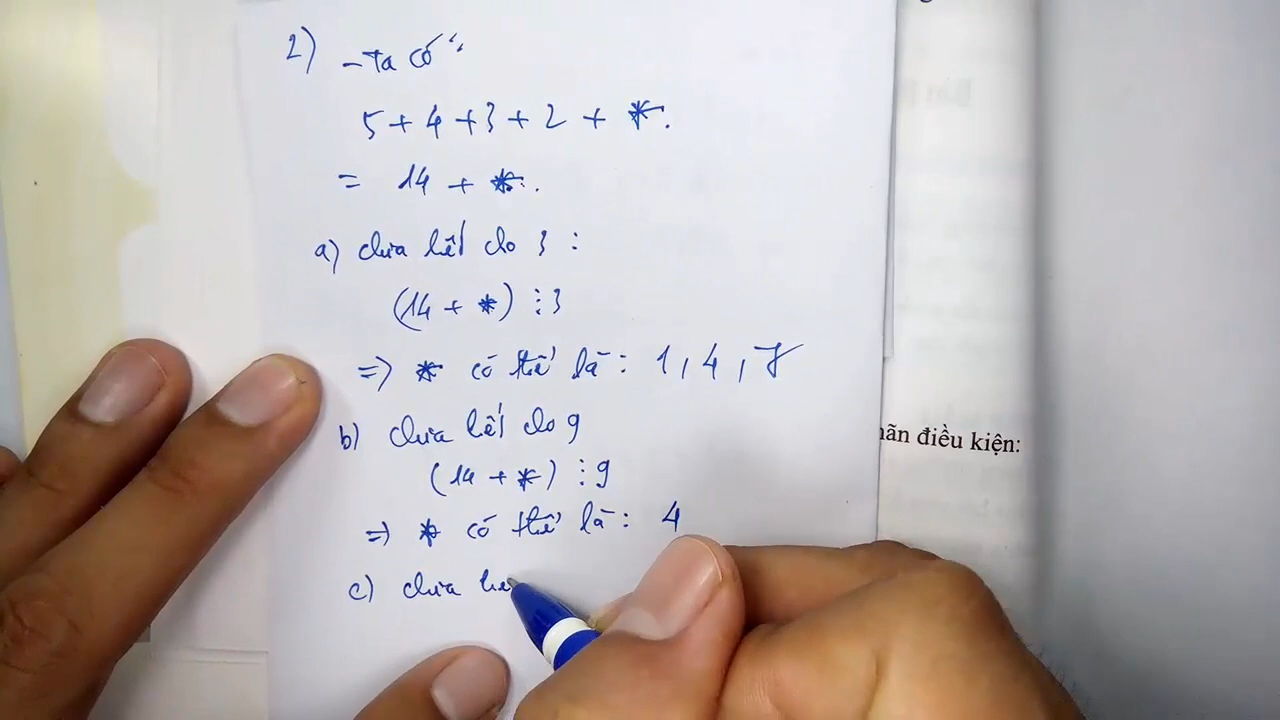 2) - Ta có:
5 + 4 + 3 + 2 + *.
= 14 + *.
a) chia hết cho 3 :
(14 + *) ⋮ 3
=> * có thể là : 1, 4, 7
b) chia hết cho 9
(14 + *) ⋮ 9
=> * có thể là : 4
c) chia hế
điều kiện: